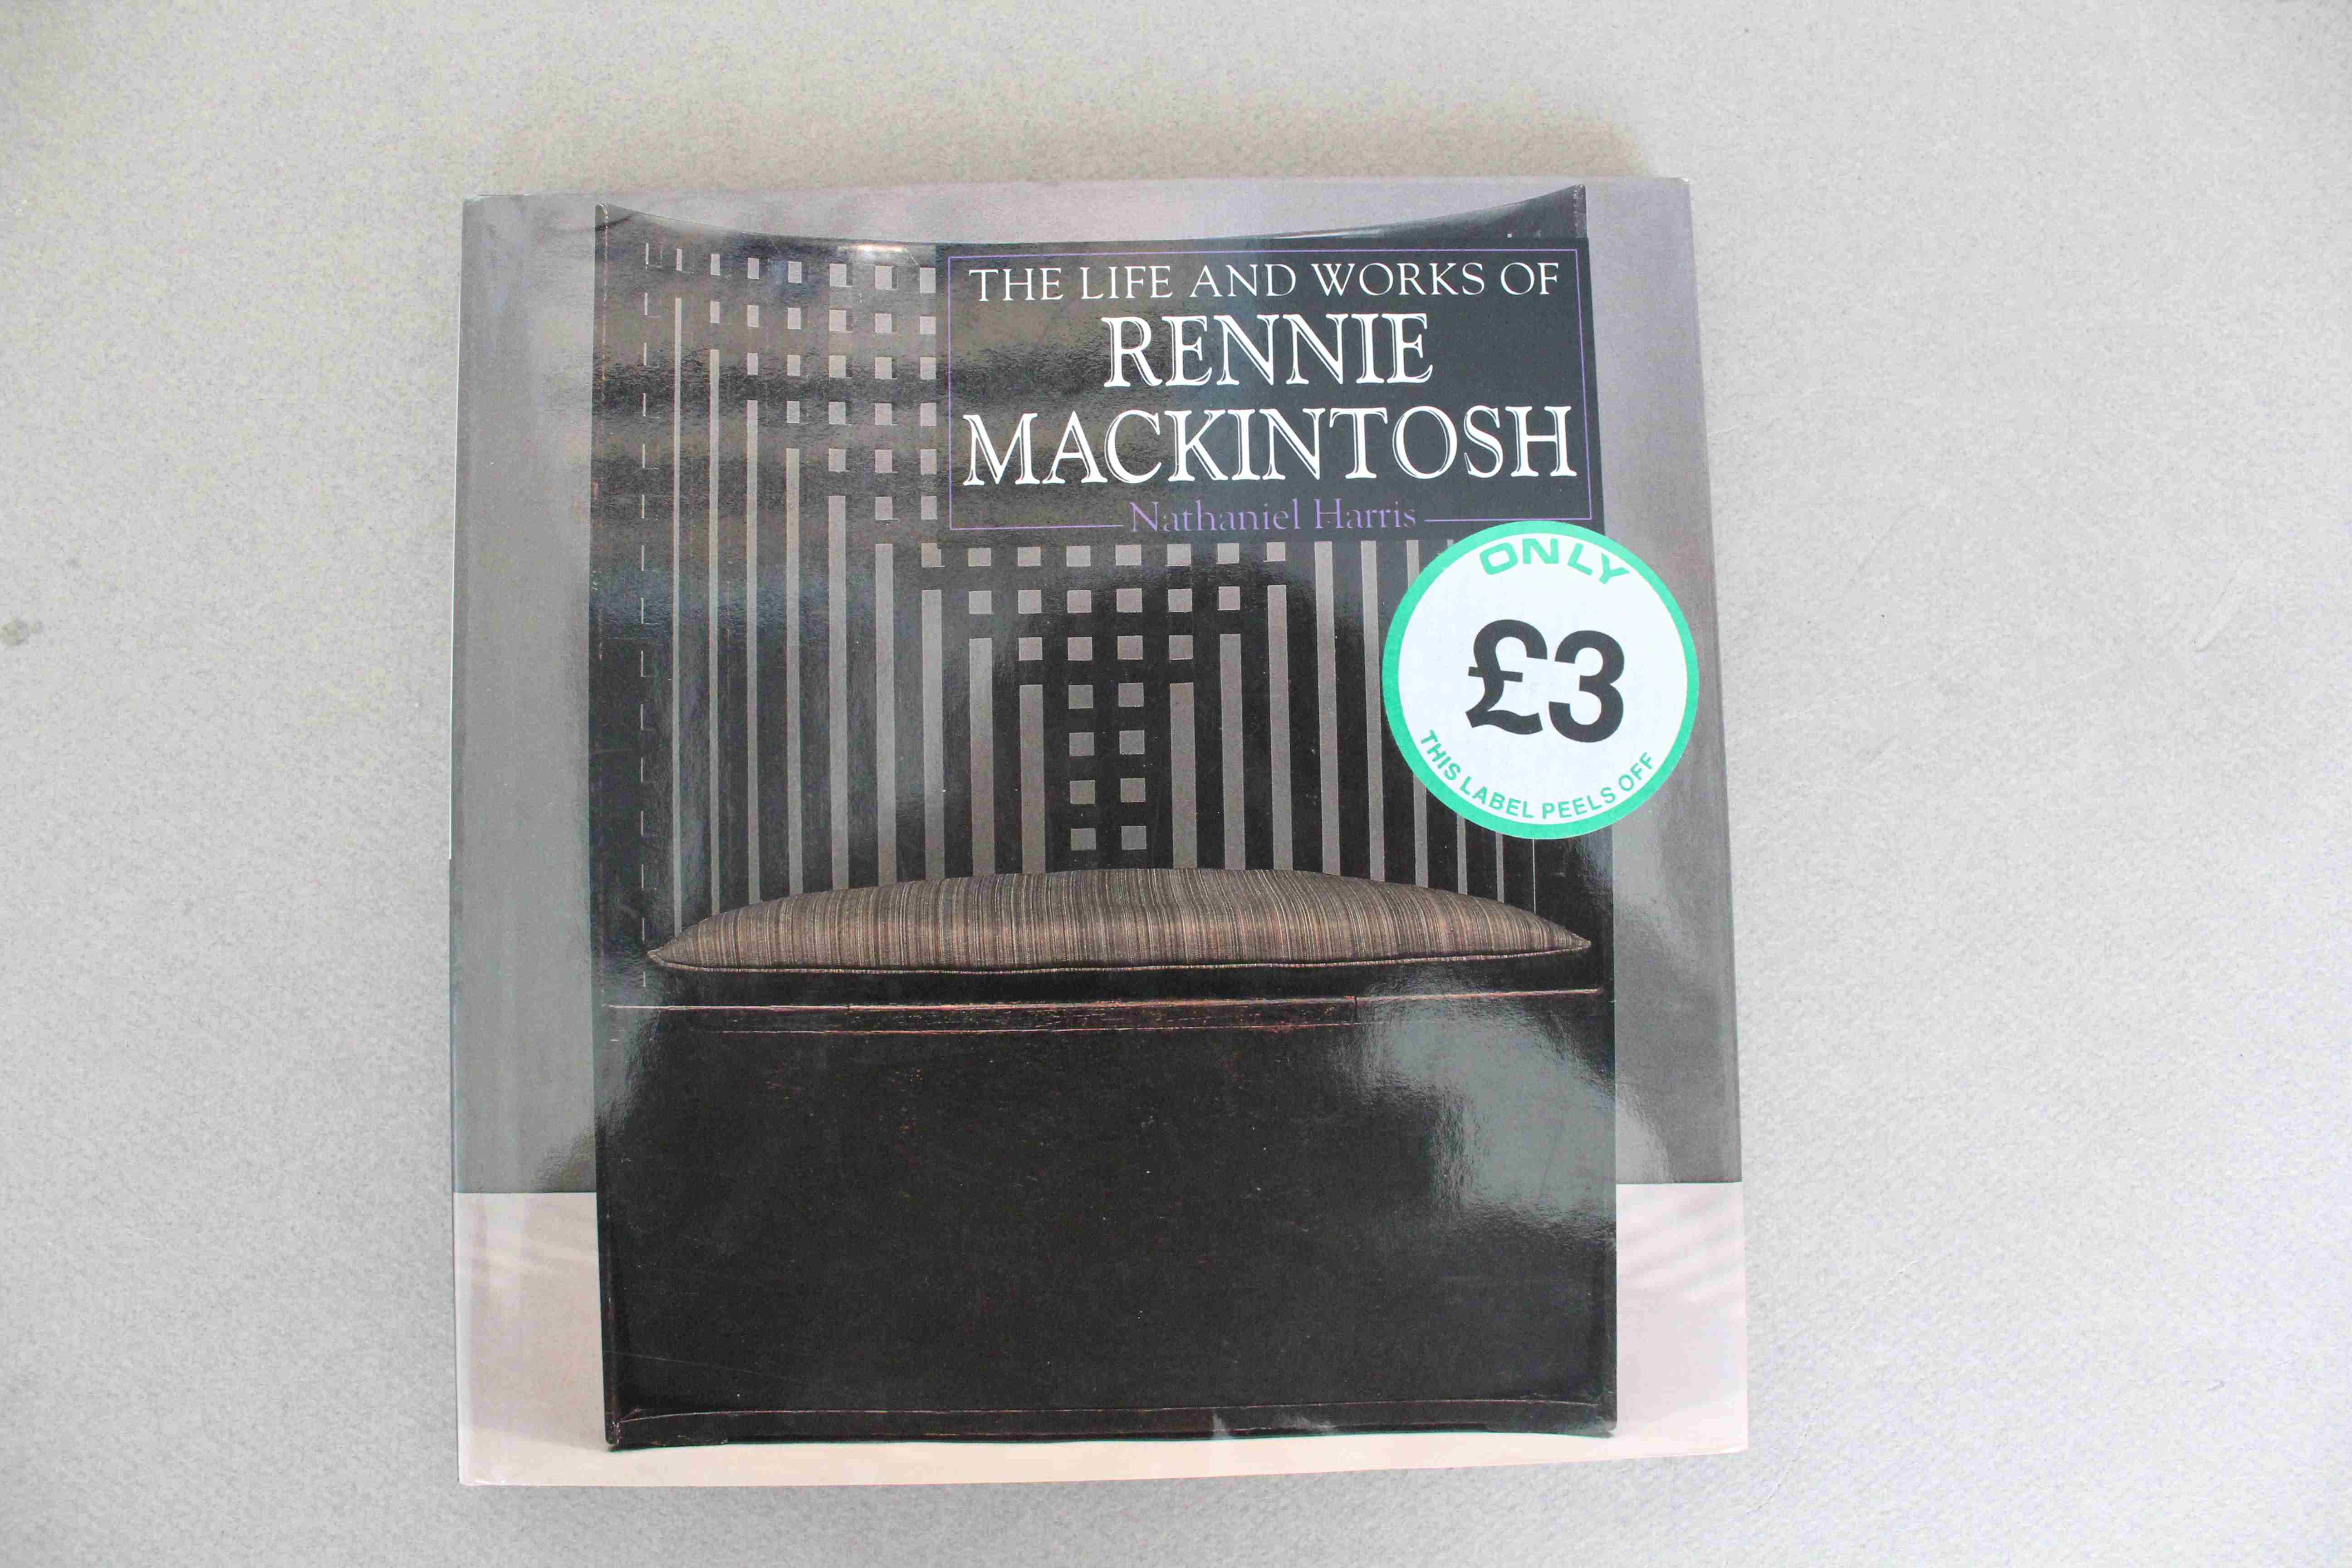 THE LIFE AND WORKS OF
RENNIE
MACKINTOSH
Nathaniel Harris
ONLY
£3
THIS LABEL PEELS OFF